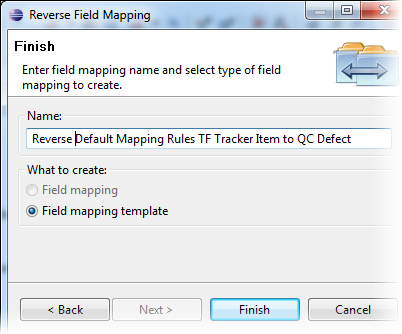 Reverse Field Mapping
Finish
Enter field mapping name and select type of field
mapping to create.
Name:
Reverse Default Mapping Rules TF Tracker Item to QC Defect
What to create:
Field mapping
Field mapping template
< Back
Next >
Finish
Cancel